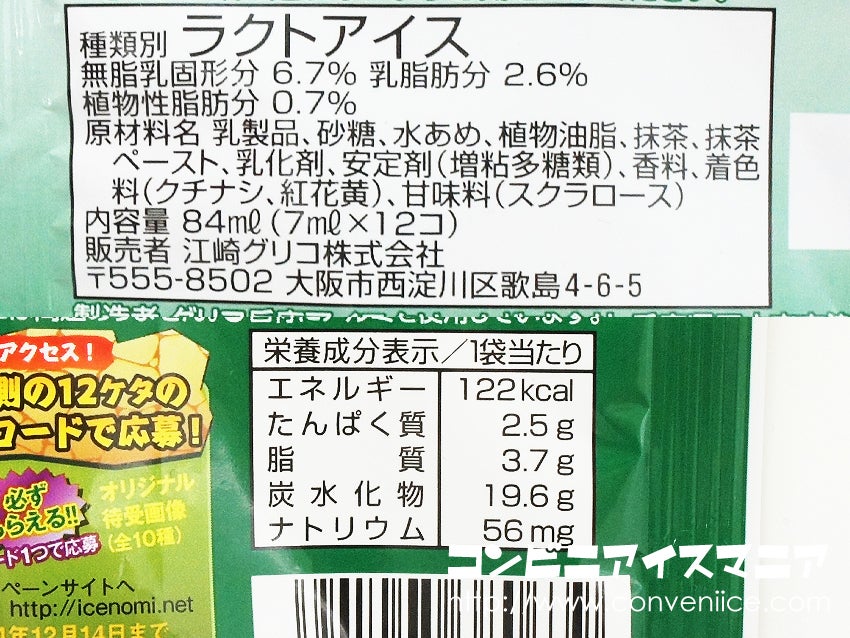 種類別 ラクトアイス
無脂乳固形分 6.7% 乳脂肪分 2.6%
植物性脂肪分 0.7%
原材料名 乳製品、砂糖、水あめ、植物油脂、抹茶、抹茶
ペースト、乳化剤、安定剤(増粘多糖類)、香料、着色
料(クチナシ、紅花黄)、甘味料(スクラロース)
内容量 84㎖(7㎖×12コ)
販売者 江崎グリコ株式会社
〒555-8502 大阪市西淀川区歌島4-6-5
アクセス!
側の12ケタの
コードで応募!
必ず
もらえる!!
オリジナル
待受画像
(全10種)
ード1つで応募
ペーンサイトへ
http://icenomi.net
年12月14日まで
栄養成分表示/1袋当たり
エネルギー 122kcal
たんぱく質 2.5g
脂質 3.7g
炭水化物 19.6g
ナトリウム 56mg
コンビニアイスマニア
http://www.conveniice.com